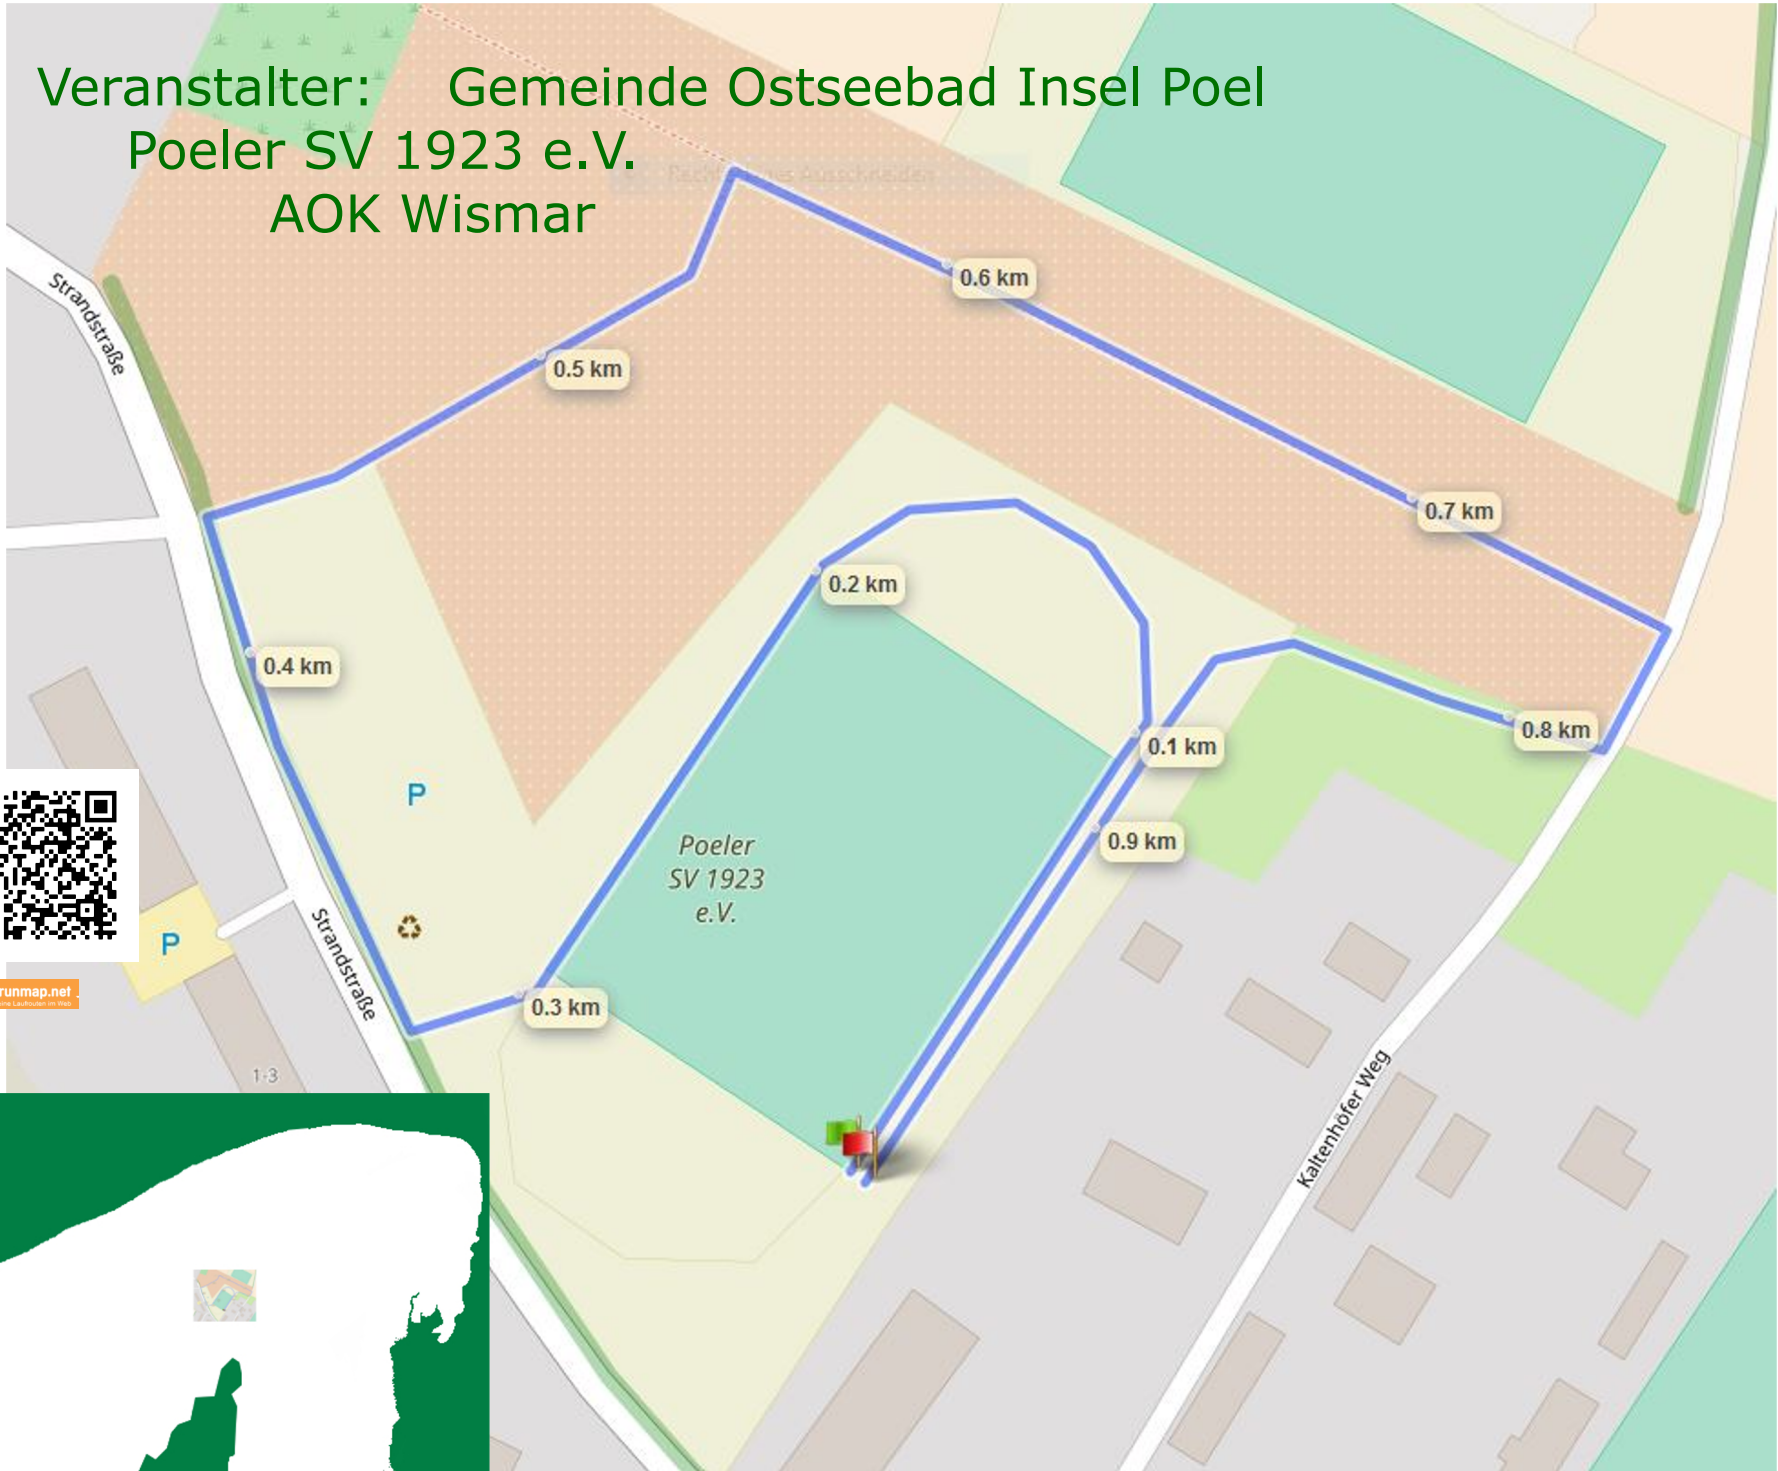 Veranstalter: Gemeinde Ostseebad Insel Poel
Poeler SV 1923 e.V.
AOK Wismar
Rechts Ausschneiden
Strandstraße
0.6 km
0.5 km
0.7 km
0.2 km
0.4 km
0.1 km
0.8 km
P
0.9 km
Poeler
SV 1923
e.V.
P
Strandstraße
runmap.net
0.3 km
1-3
Kaltenhöfer Weg